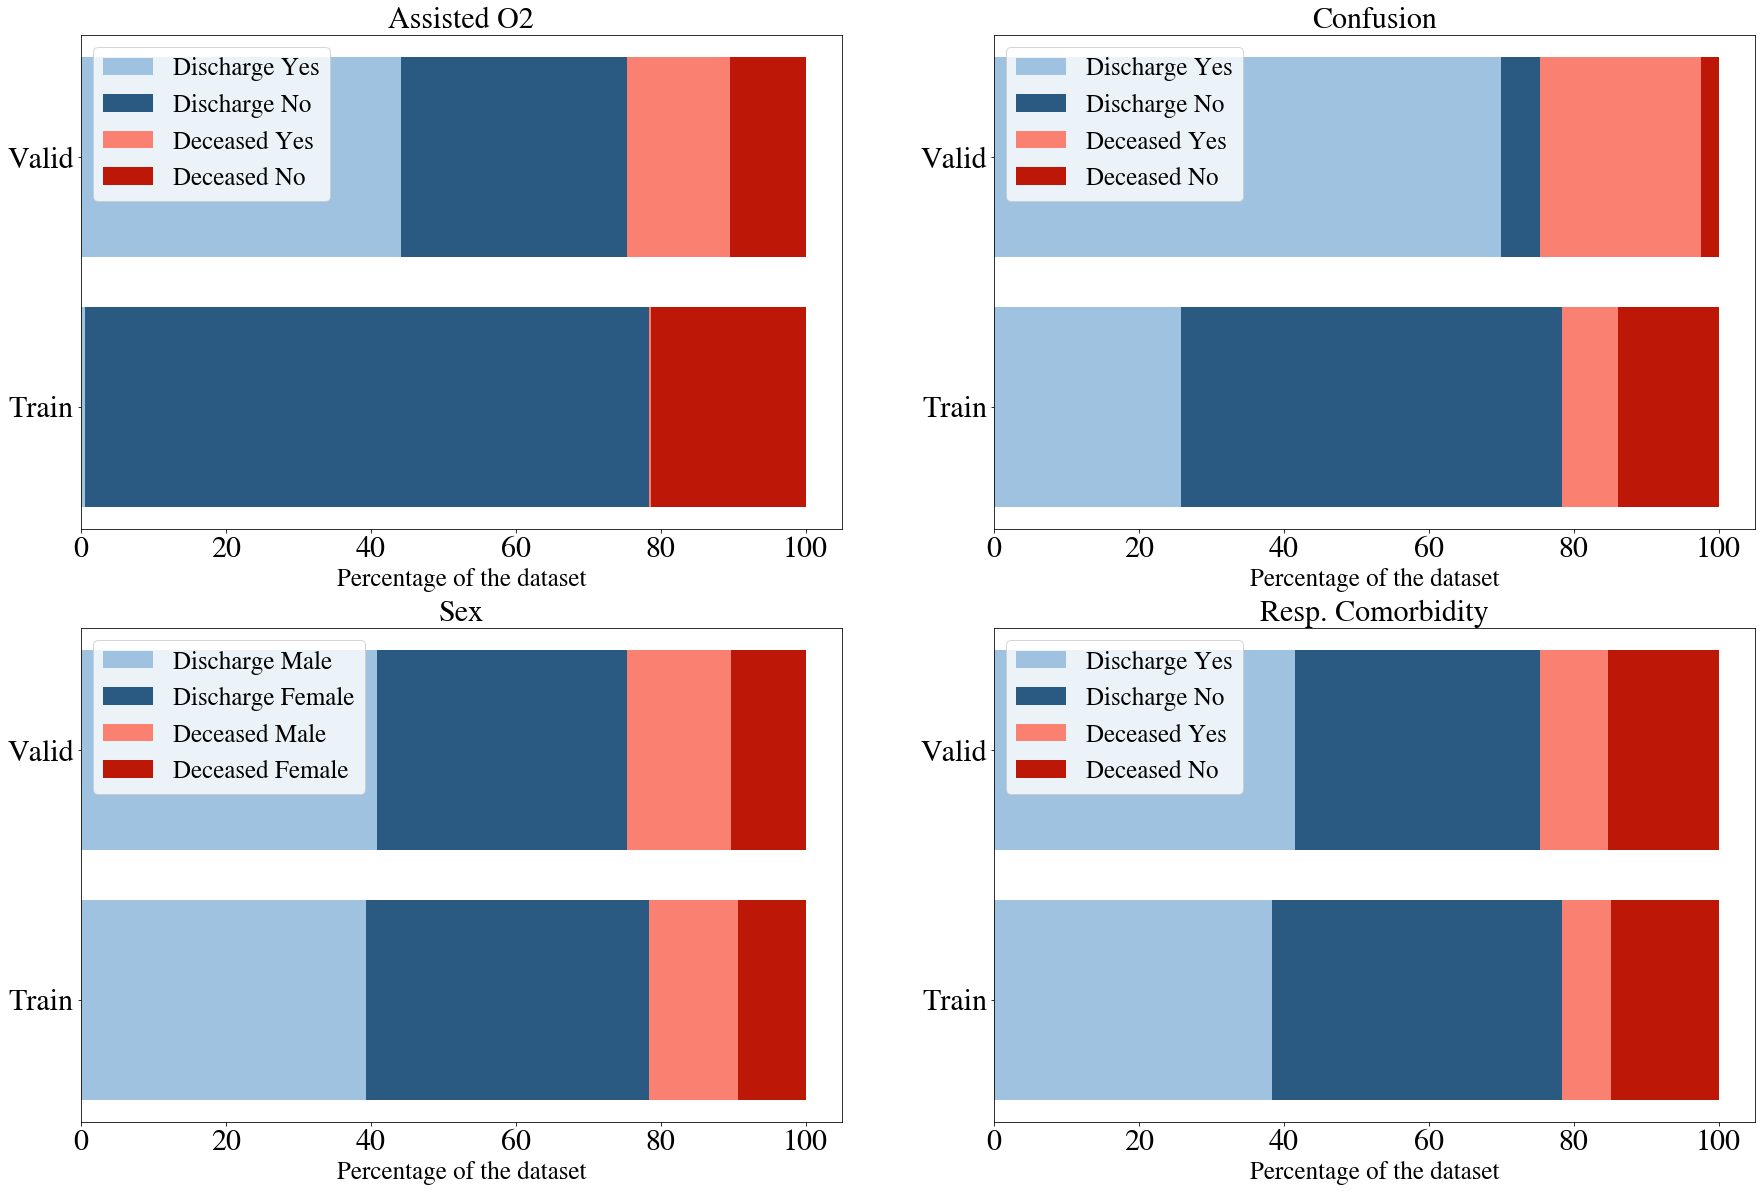 Assisted O2
Discharge Yes
Discharge No
Deceased Yes
Deceased No
Valid
Train
0 20 40 60 80 100
Percentage of the dataset
Confusion
Discharge Yes
Discharge No
Deceased Yes
Deceased No
Valid
Train
0 20 40 60 80 100
Percentage of the dataset
Sex
Discharge Male
Discharge Female
Deceased Male
Deceased Female
Valid
Train
0 20 40 60 80 100
Percentage of the dataset
Resp. Comorbidity
Discharge Yes
Discharge No
Deceased Yes
Deceased No
Valid
Train
0 20 40 60 80 100
Percentage of the dataset